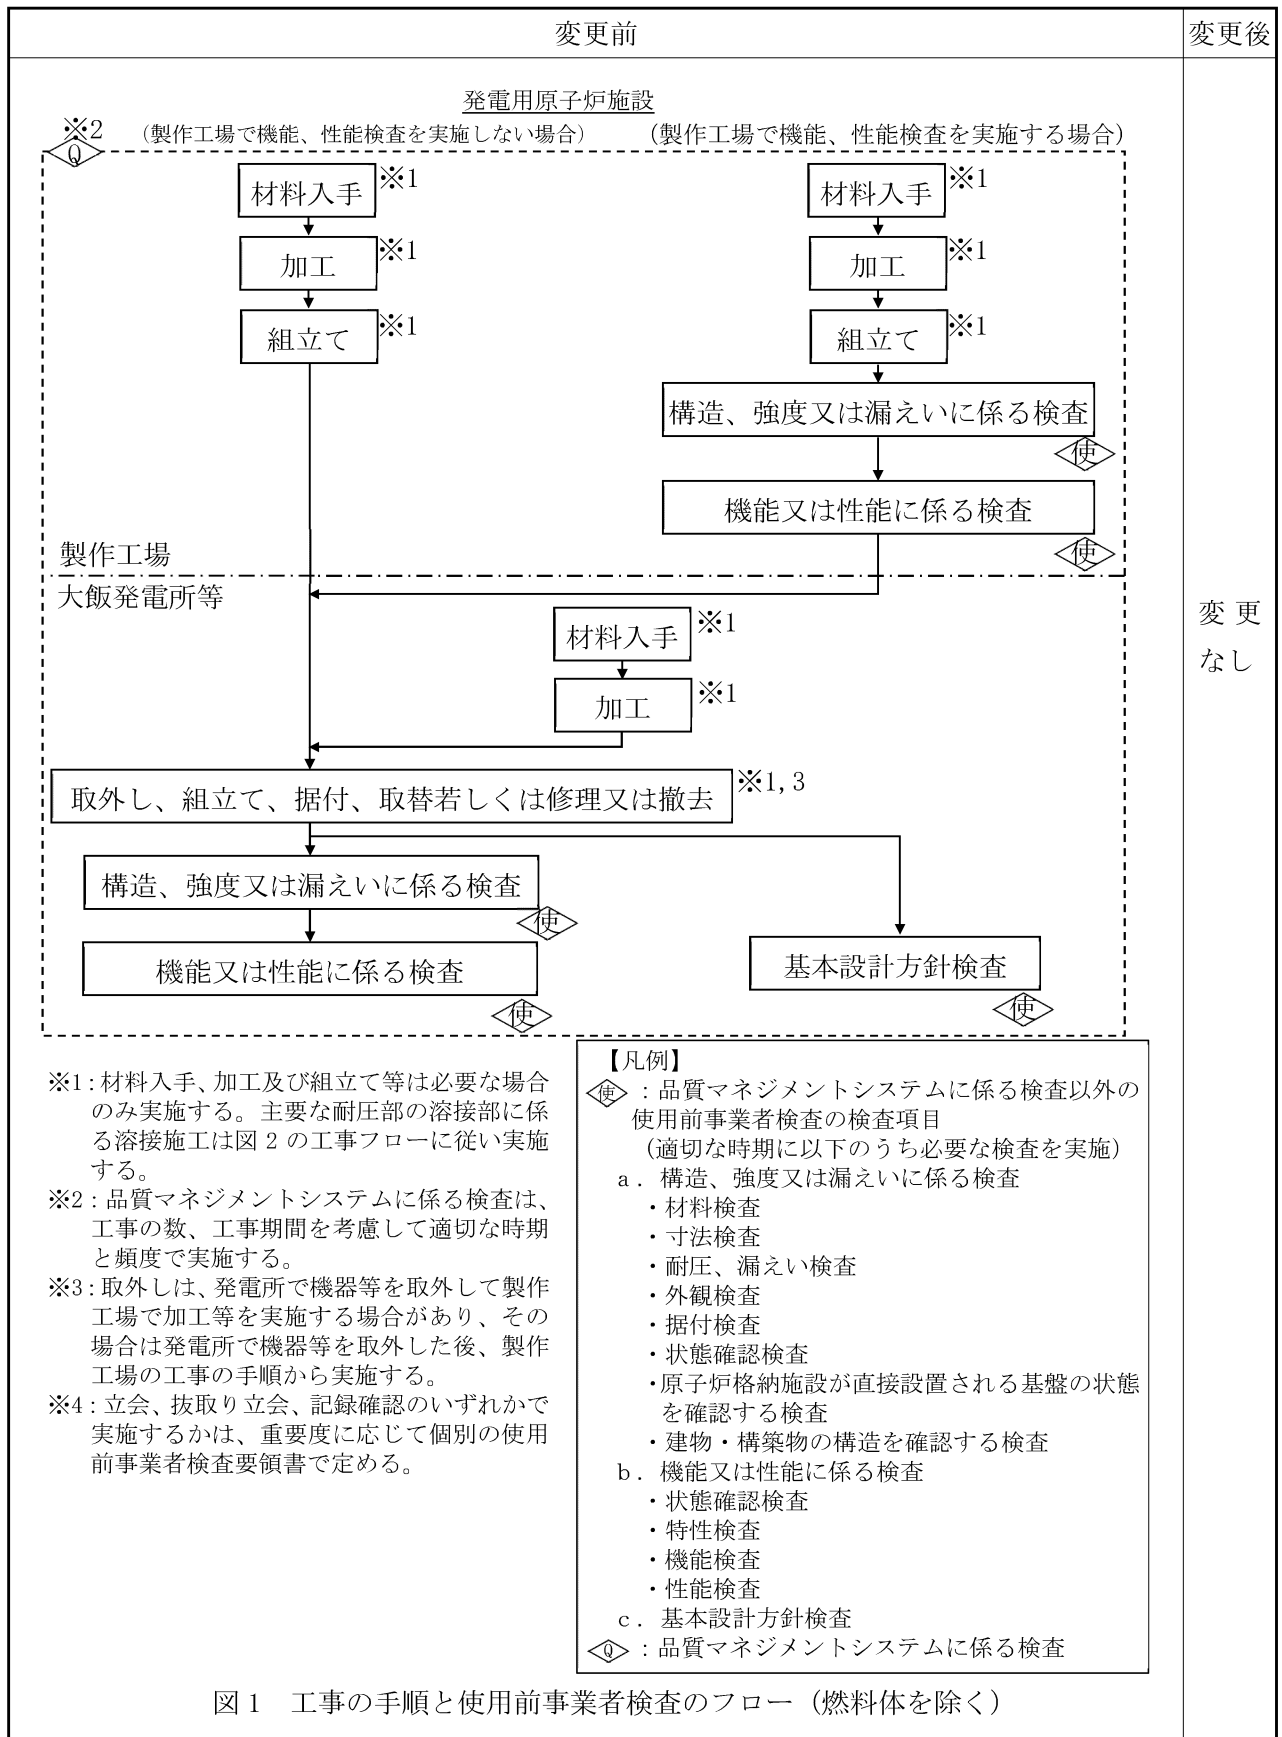 変更前
変更後
発電用原子炉施設
※2
(製作工場で機能、性能検査を実施しない場合)
(製作工場で機能、性能検査を実施する場合)
Q
材料入手
※1
加工
※1
組立て
※1
材料入手
※1
加工
※1
組立て
※1
構造、強度又は漏えいに係る検査
使
機能又は性能に係る検査
使
製作工場
大飯発電所等
材料入手
※1
加工
※1
取外し、組立て、据付、取替若しくは修理又は撤去
※1,3
構造、強度又は漏えいに係る検査
使
機能又は性能に係る検査
使
基本設計方針検査
使
変更
なし
※1:材料入手、加工及び組立て等は必要な場合
のみ実施する。主要な耐圧部の溶接部に係
る溶接施工は図2の工事フローに従い実施
する。
※2:品質マネジメントシステムに係る検査は、
工事の数、工事期間を考慮して適切な時期
と頻度で実施する。
※3:取外しは、発電所で機器等を取外して製作
工場で加工等を実施する場合があり、その
場合は発電所で機器等を取外した後、製作
工場の工事の手順から実施する。
※4:立会、抜取り立会、記録確認のいずれかで
実施するかは、重要度に応じて個別の使用
前事業者検査要領書で定める。
【凡例】
使:品質マネジメントシステムに係る検査以外の
使用前事業者検査の検査項目
(適切な時期に以下のうち必要な検査を実施)
a. 構造、強度又は漏えいに係る検査
・材料検査
・寸法検査
・耐圧、漏えい検査
・外観検査
・据付検査
・状態確認検査
・原子炉格納施設が直接設置される基盤の状態
を確認する検査
・建物・構築物の構造を確認する検査
b. 機能又は性能に係る検査
・状態確認検査
・特性検査
・機能検査
・性能検査
c. 基本設計方針検査
Q:品質マネジメントシステムに係る検査
図1 工事の手順と使用前事業者検査のフロー(燃料体を除く)